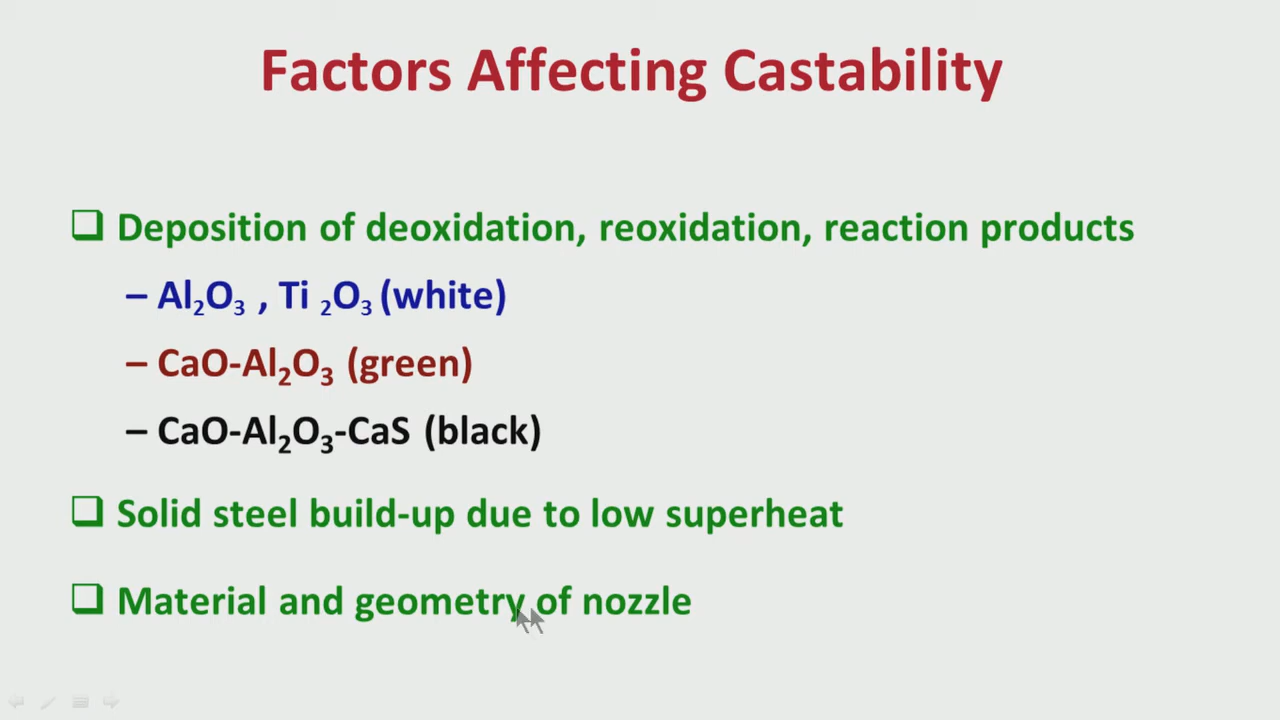 Factors Affecting Castability
❑ Deposition of deoxidation, reoxidation, reaction products
– Al₂O₃ , Ti ₂O₃ (white)
– CaO-Al₂O₃ (green)
– CaO-Al₂O₃-CaS (black)
❑ Solid steel build-up due to low superheat
❑ Material and geometry of nozzle